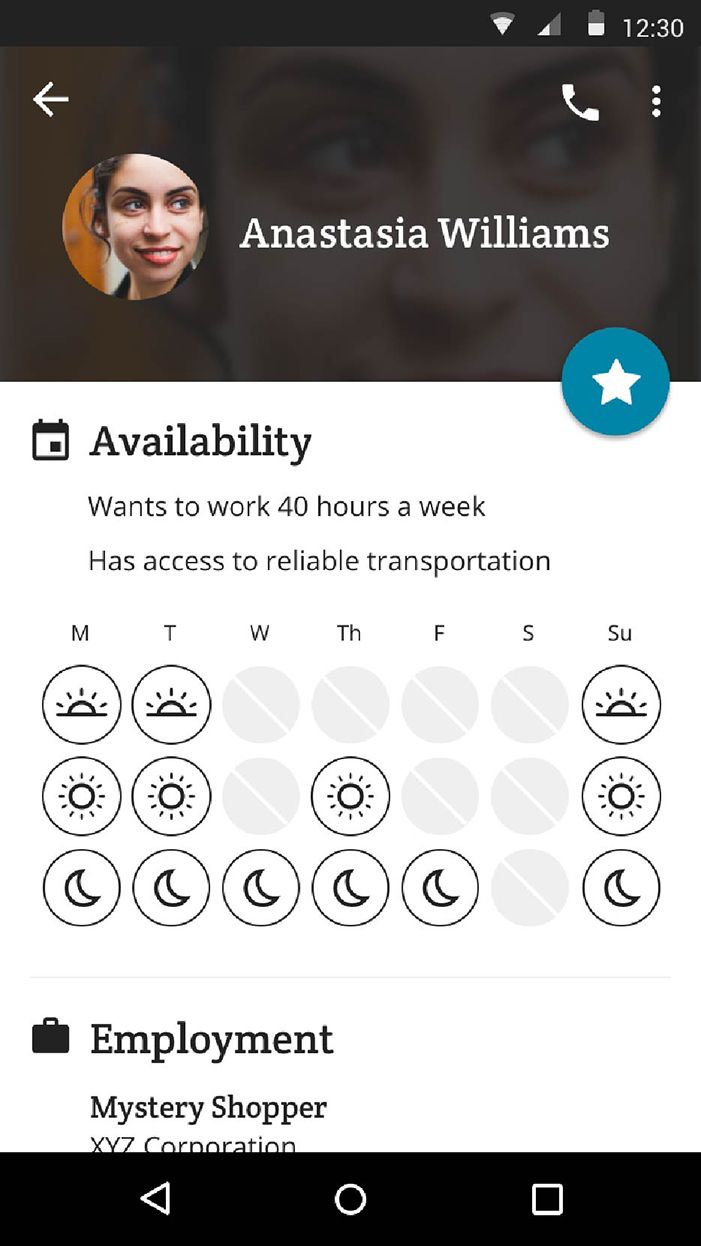 12:30
Anastasia Williams
Availability
Wants to work 40 hours a week
Has access to reliable transportation
M T W Th F S Su
Employment
Mystery Shopper
XYZ Corporation